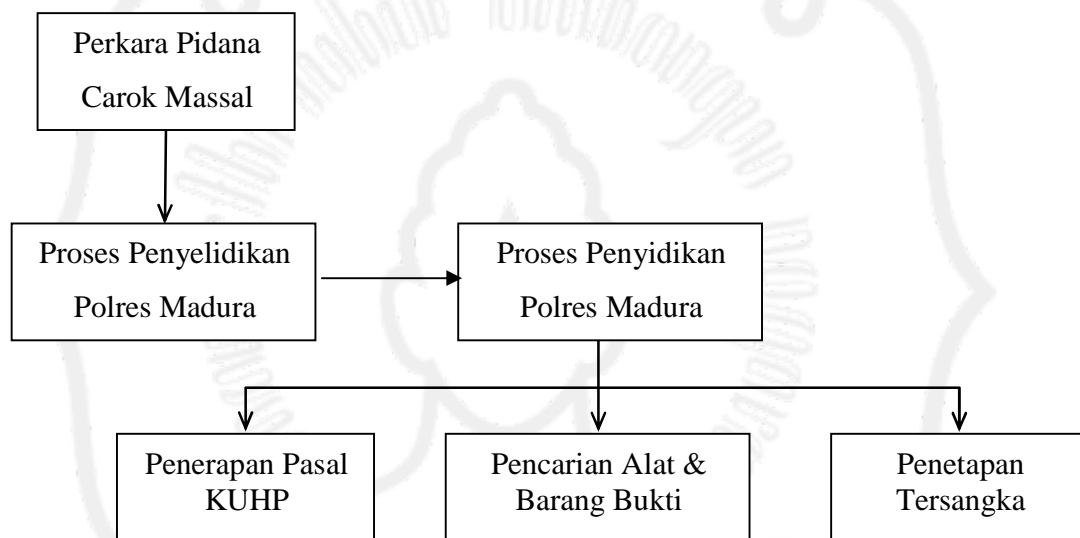 Perkara Pidana
Carok Massal
Proses Penyelidikan
Polres Madura
Proses Penyidikan
Polres Madura
Penerapan Pasal
KUHP
Pencarian Alat &
Barang Bukti
Penetapan
Tersangka